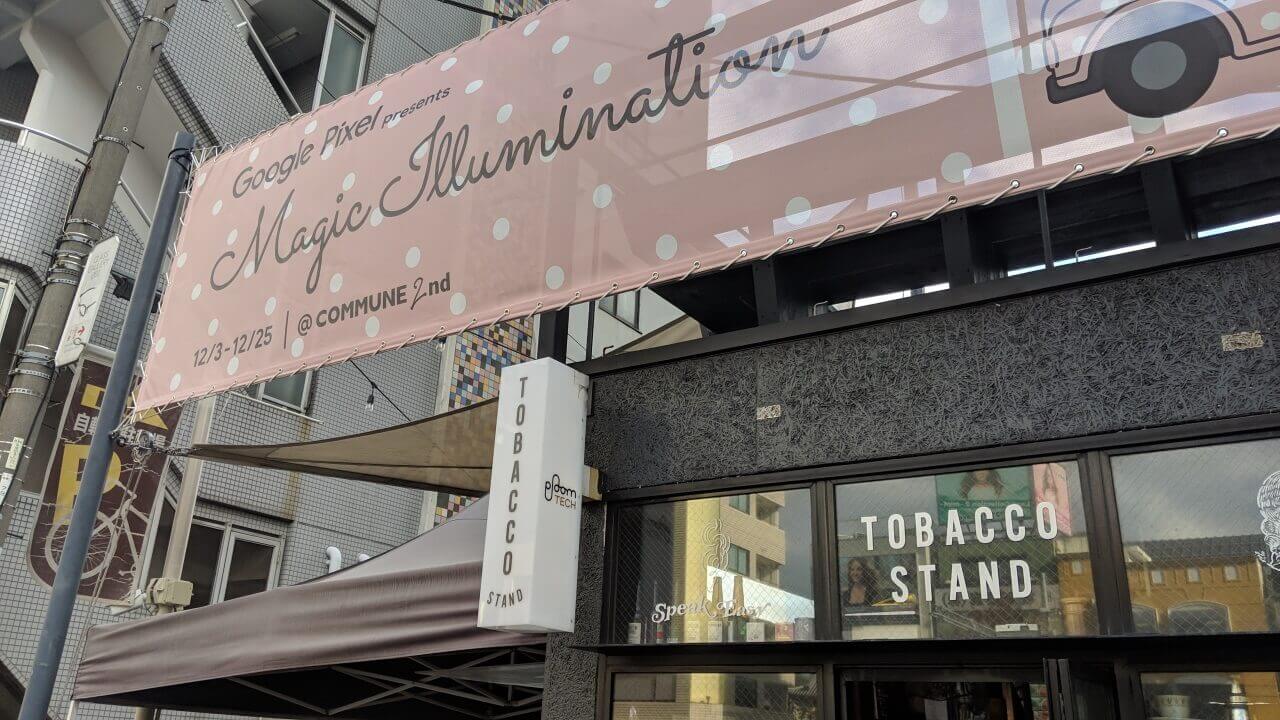 Google Pixel presents
Magic Illumination
12/3-12/25 | @ COMMUNE 2nd
TOBACCO
STAND
Ploom
TECH
Speak Easy
TOBACCO
STAND